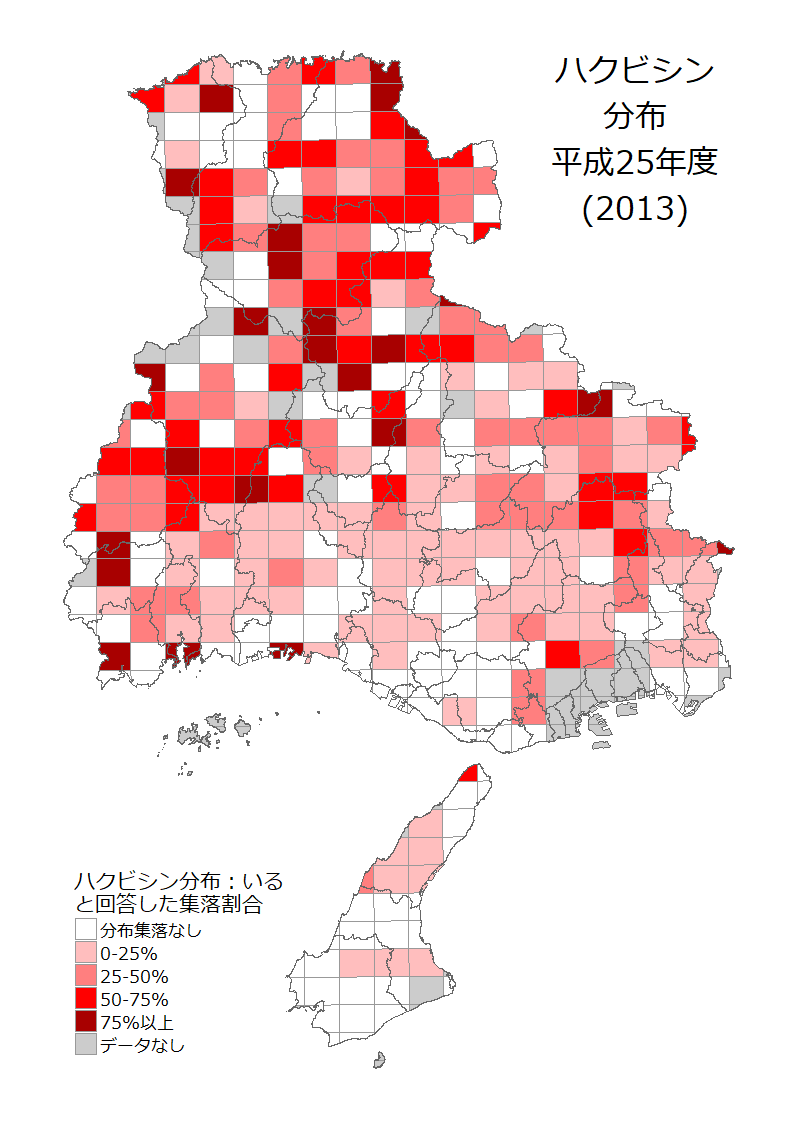 ハクビシン
分布
平成25年度
(2013)
ハクビシン分布：いる
と回答した集落割合
分布集落なし
0-25%
25-50%
50-75%
75%以上
データなし